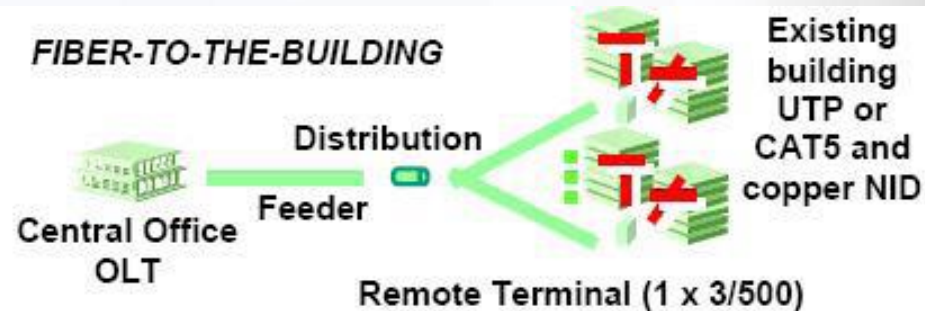 FIBER-TO-THE-BUILDING
Existing
building
UTP or
CAT5 and
copper NID
Distribution
Feeder
Central Office
OLT
Remote Terminal (1 x 3/500)